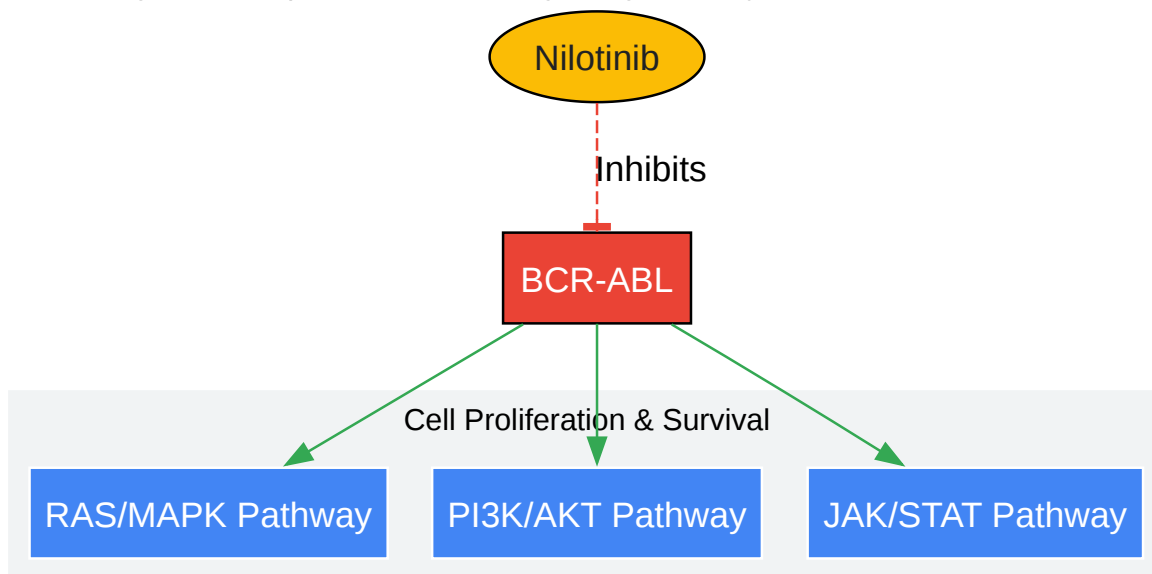 Nilotinib
Inhibits
BCR-ABL
Cell Proliferation & Survival
RAS/MAPK Pathway
PI3K/AKT Pathway
JAK/STAT Pathway